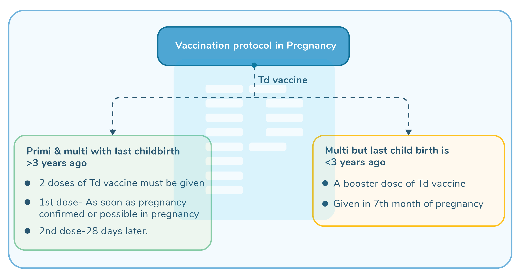 Vaccination protocol in Pregnancy
Td vaccine
Primi & multi with last childbirth
>3 years ago
2 doses of Td vaccine must be given
1st dose- As soon as pregnancy
confirmed or possible in pregnancy
2nd dose-28 days later.
Multi but last child birth is
<3 years ago
A booster dose of Td vaccine
Given in 7th month of pregnancy